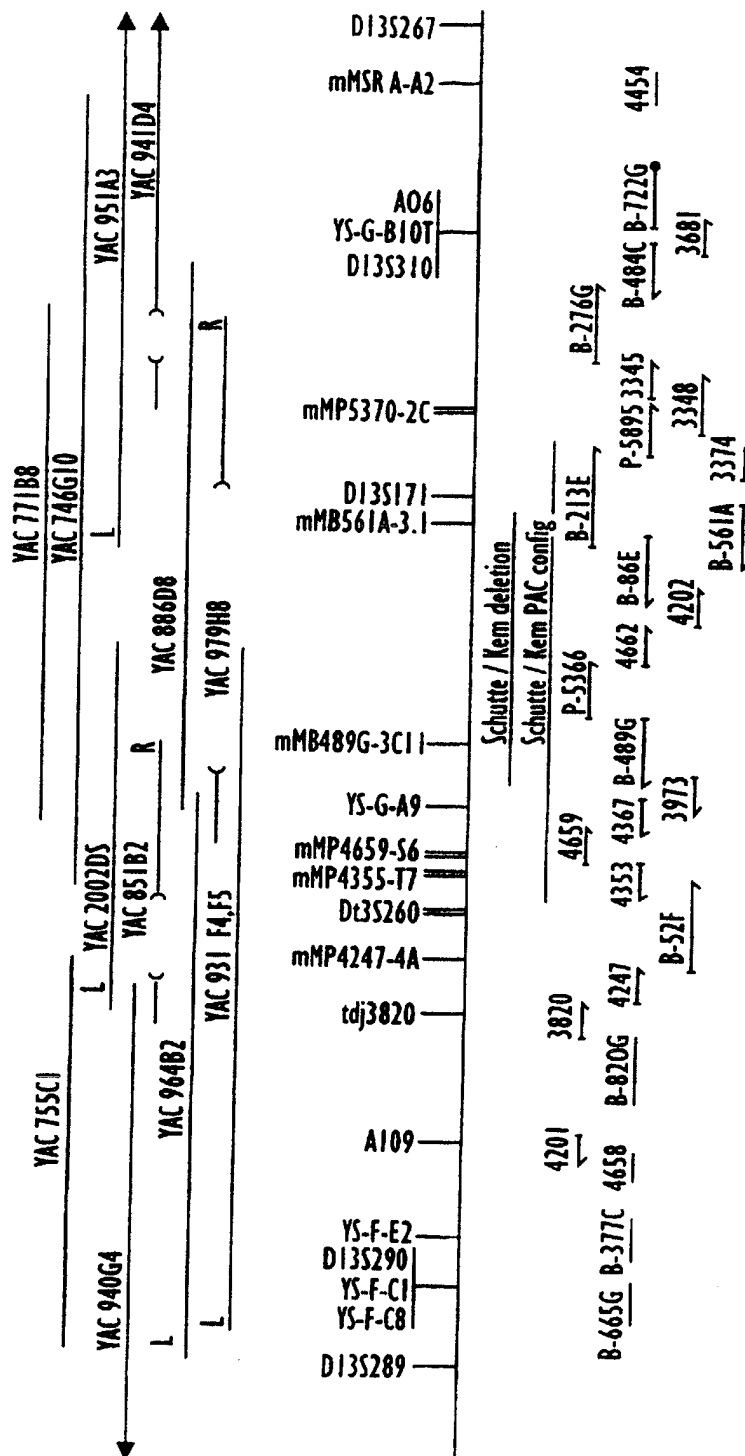 D13S267
mMSR A-A2
AO6
YS-G-B10T
D13S310
mMP5370-2C
D13S171
mMB561A-3.1
mMB489G-3C11
YS-G-A9
mMP4659-S6
mMP4355-T7
Dt3S260
mMP4247-4A
tdj3820
A109
YS-F-E2
D13S290
YS-F-C1
YS-F-C8
D13S289
YAC 755C1
YAC 771B8
YAC 746G10
YAC 940G4
L
YAC 2002DS
L
YAC 951A3
YAC 851B2
R
YAC 941D4
L
YAC 964B2
YAC 886D8
L
YAC 931 F4,F5
YAC 979H8
R
Schutte / Kem deletion
Schutte / Kem PAC config
4201
3820
4659
P-5366
B-213E
B-276G
B-665G
B-377C
4658
B-820G
4247
4353
4367
B-489G
4662
B-86E
P-5895
3345
B-484C
B-722G
4454
B-52F
3973
4202
3348
3681
B-561A
3374